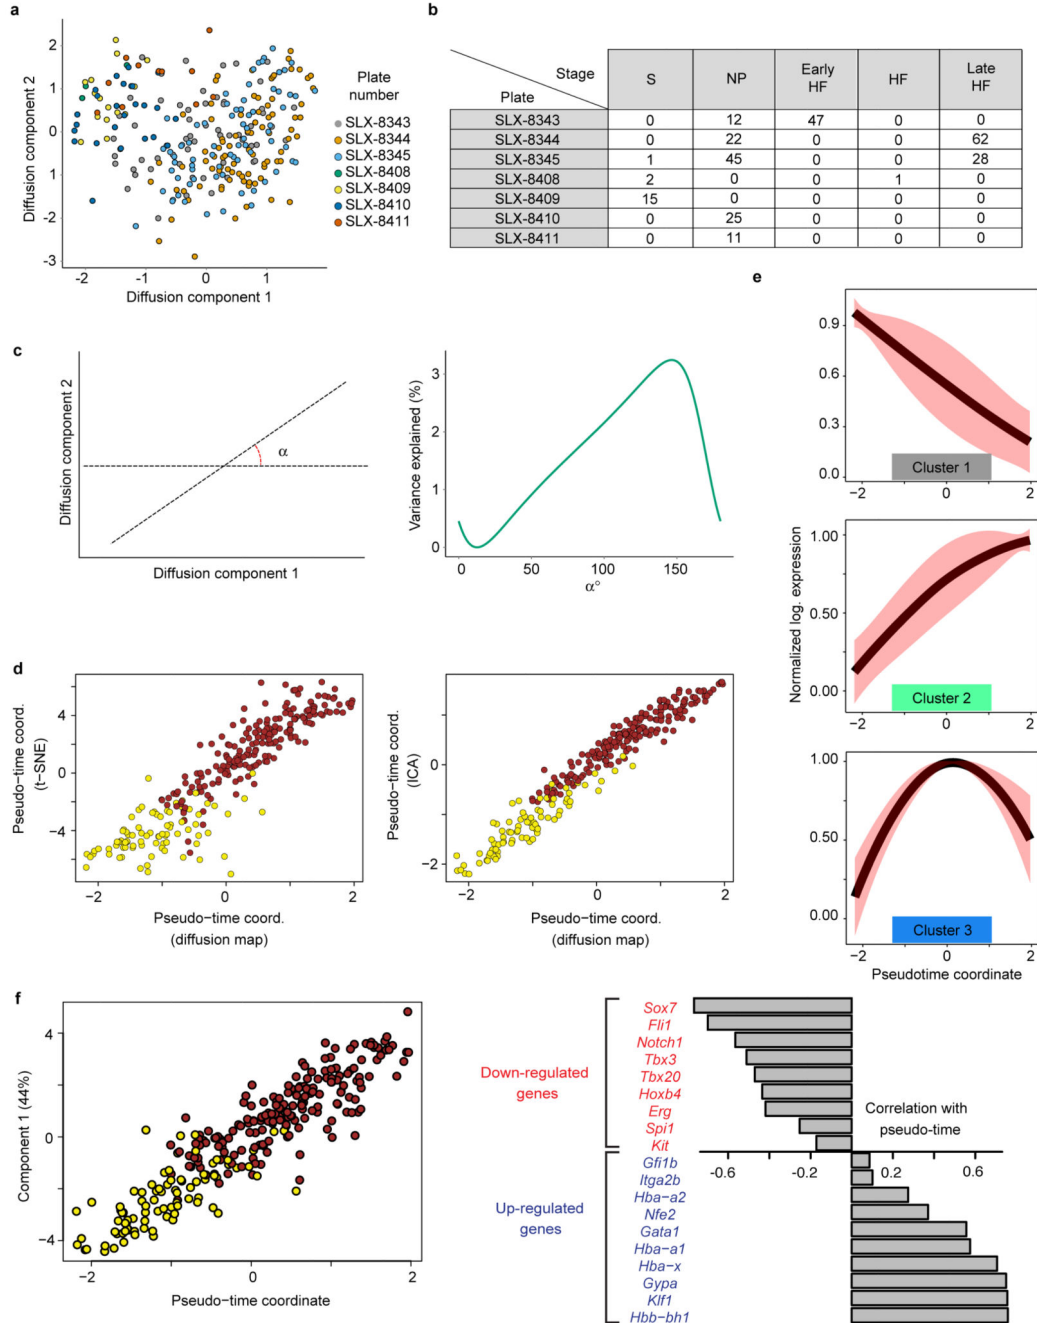 a
2
1
0
-1
-2
-3
Diffusion component 2
-2 -1 0 1
Diffusion component 1
Plate
number
SLX-8343
SLX-8344
SLX-8345
SLX-8408
SLX-8409
SLX-8410
SLX-8411
b
Stage
Plate
S NP Early HF HF Late HF
SLX-8343 0 12 47 0 0
SLX-8344 0 22 0 0 62
SLX-8345 1 45 0 0 28
SLX-8408 2 0 0 1 0
SLX-8409 15 0 0 0 0
SLX-8410 0 25 0 0 0
SLX-8411 0 11 0 0 0
c
Diffusion component 2
α
Diffusion component 1
Variance explained (%)
3
2
1
0
0 50 100 150
α°
d
Pseudo-time coord.
(t-SNE)
4
0
-4
-2 0 2
Pseudo-time coord.
(diffusion map)
Pseudo-time coord.
(ICA)
0
-2
-2 0 2
Pseudo-time coord.
(diffusion map)
e
0.9
0.6
0.3
0.0
Cluster 1
-2 0 2
Normalized log. expression
1.00
0.50
0.00
Cluster 2
-2 0 2
1.00
0.50
0.00
Cluster 3
-2 0 2
Pseudotime coordinate
f
Component 1 (44%)
4
0
-4
-2 0 2
Pseudo-time coordinate
Down-regulated
genes
Sox7
Fli1
Notch1
Tbx3
Tbx20
Hoxb4
Erg
Spi1
Kit
Correlation with
pseudo-time
-0.6 -0.2 0.2 0.6
Up-regulated
genes
Gfi1b
Itga2b
Hba-a2
Nfe2
Gata1
Hba-a1
Hba-x
Gypa
Klf1
Hbb-bh1